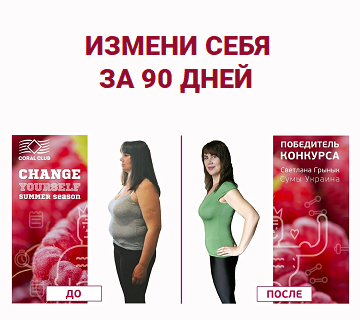 ИЗМЕНИ СЕБЯ
ЗА 90 ДНЕЙ
CORAL CLUB
CHANGE
YOURSELF
SUMMER season
ДО
ПОБЕДИТЕЛЬ
КОНКУРСА
Светлана Грынык
Сумы Украина
ПОСЛЕ